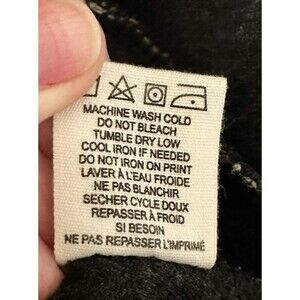 MACHINE WASH COLD
DO NOT BLEACH
TUMBLE DRY LOW
COOL IRON IF NEEDED
DO NOT IRON ON PRINT
LAVER À L'EAU FROIDE
NE PAS BLANCHIR
SECHER CYCLE DOUX
REPASSER À FROID
SI BESOIN
NE PAS REPASSER L'IMPRIMÉ